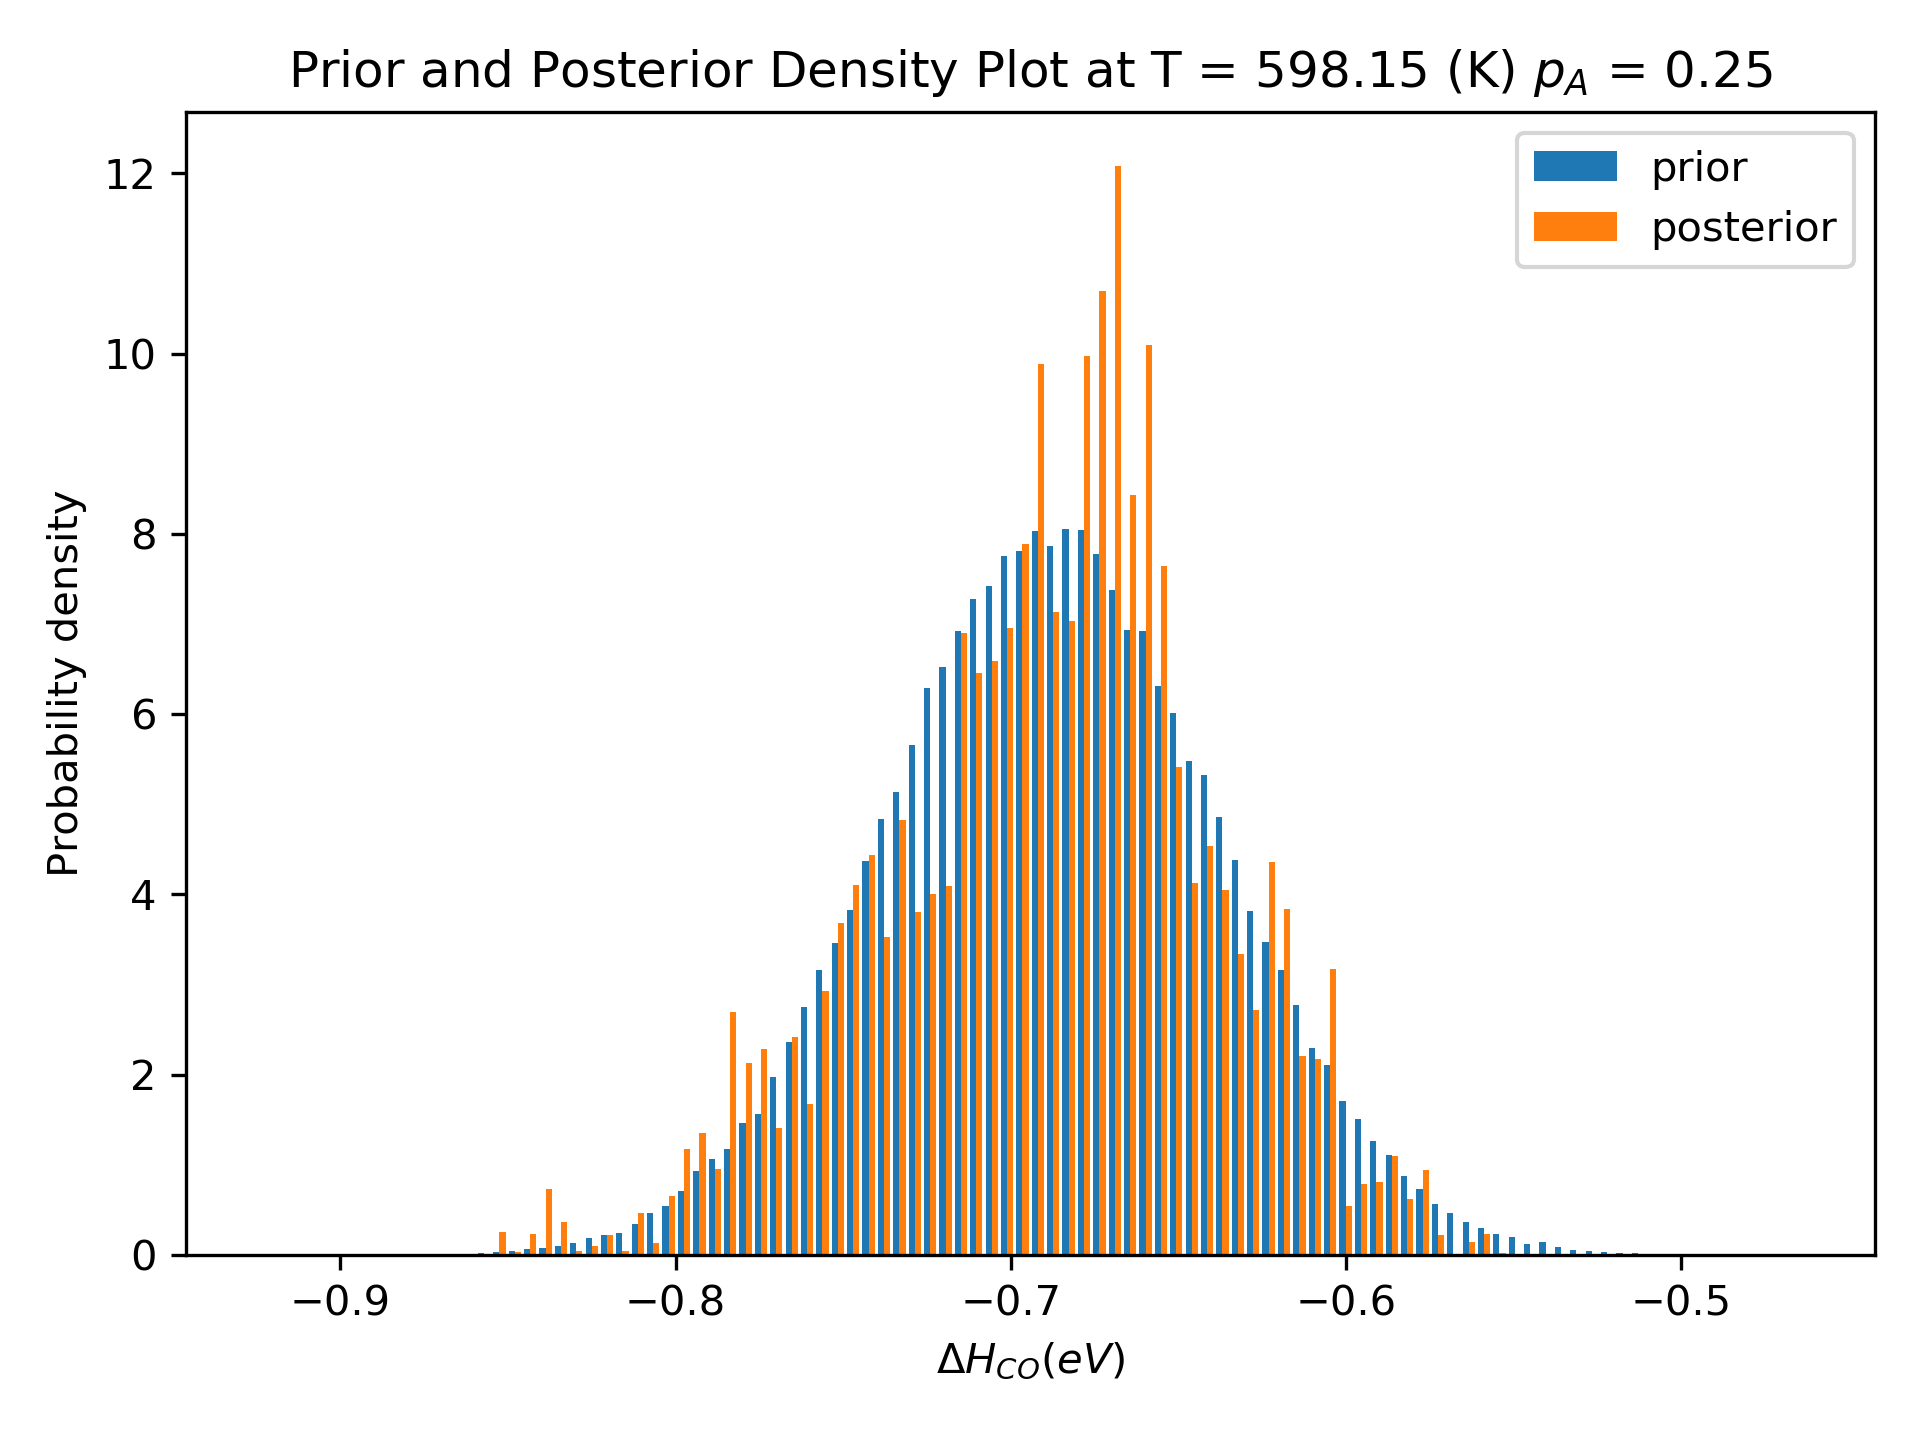 Prior and Posterior Density Plot at T = 598.15 (K) p_A = 0.25
prior
posterior
Probability density
12
10
8
6
4
2
0
−0.9 −0.8 −0.7 −0.6 −0.5
ΔH_CO(eV)